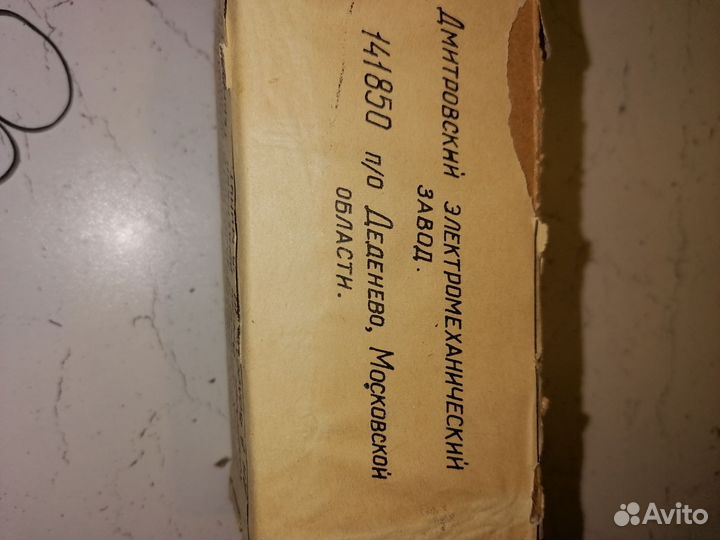 Дмитровский электромеханический
завод.
141850 п/о Деденево, Московской
области.
Avito